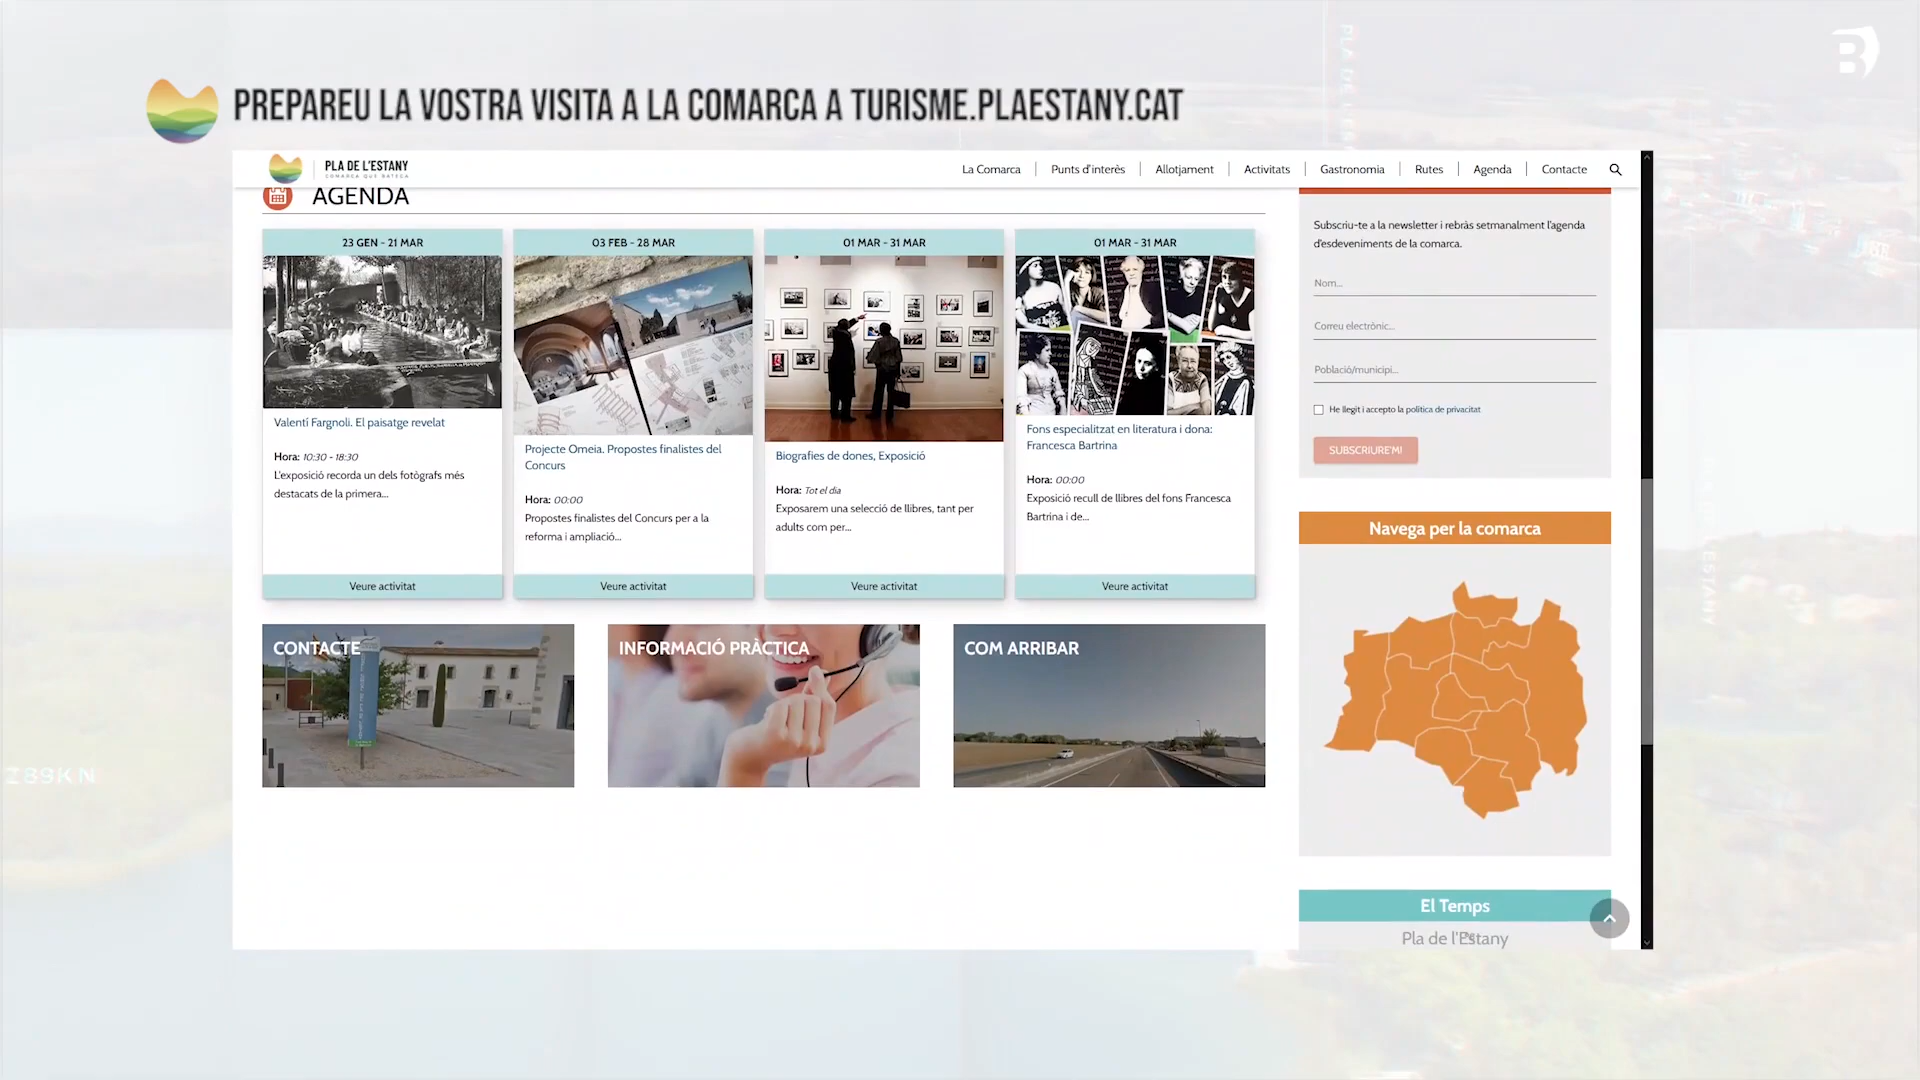 PREPAREU LA VOSTRA VISITA A LA COMARCA A TURISME.PLAESTANY.CAT
B
PLA DE L'ESTANY
COMARCA QUE BATEGA
La Comarca
Punts d'interès
Allotjament
Activitats
Gastronomia
Rutes
Agenda
Contacte
AGENDA
23 GEN - 21 MAR
Valentí Fargnoli. El paisatge revelat
Hora: 10:30 - 18:30
L'exposició recorda un dels fotògrafs més
destacats de la primera...
Veure activitat
03 FEB - 28 MAR
Projecte Omeia. Propostes finalistes del
Concurs
Hora: 00:00
Propostes finalistes del Concurs per a la
reforma i ampliació...
Veure activitat
01 MAR - 31 MAR
Biografies de dones, Exposició
Hora: Tot el dia
Exposarem una selecció de llibres, tant per
adults com per...
Veure activitat
01 MAR - 31 MAR
Fons especialitzat en literatura i dona:
Francesca Bartrina
Hora: 00:00
Exposició recull de llibres del fons Francesca
Bartrina i de...
Veure activitat
CONTACTE
INFORMACIÓ PRÀCTICA
COM ARRIBAR
Subscriu-te a la newsletter i rebràs setmanalment l'agenda
d'esdeveniments de la comarca.
Nom...
Correu electrònic...
Població/municipi...
He llegit i accepto la política de privacitat
SUBSCRIURE'M!
Navega per la comarca
El Temps
Pla de l'Estany
Z89KN